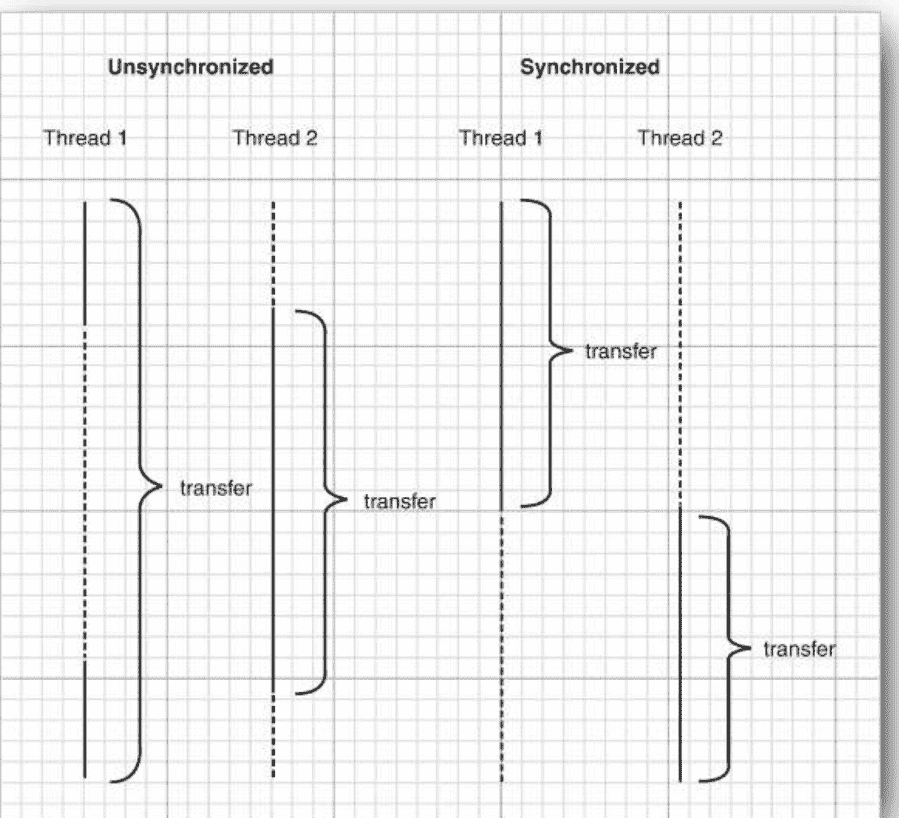 Unsynchronized
Synchronized
Thread 1
Thread 2
Thread 1
Thread 2
transfer
transfer
transfer
transfer